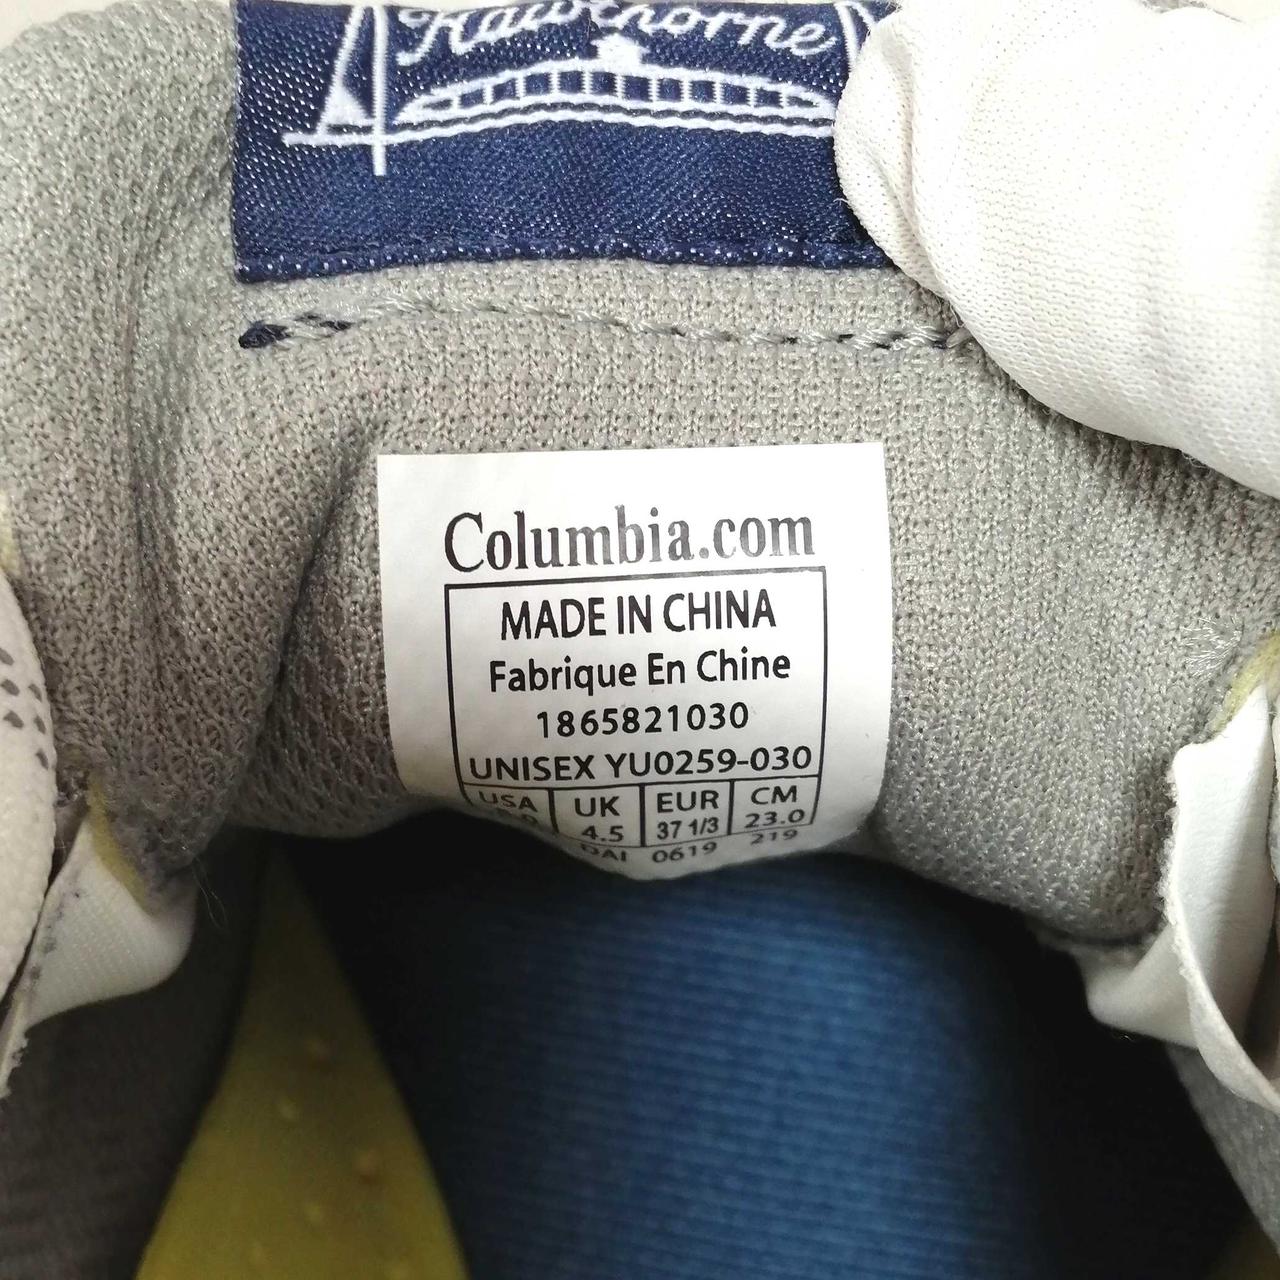 Hawthorne
Columbia.com
MADE IN CHINA
Fabrique En Chine
1865821030
UNISEX YU0259-030
USA UK EUR CM
4.5 37 1/3 23.0
DAI 0619 219